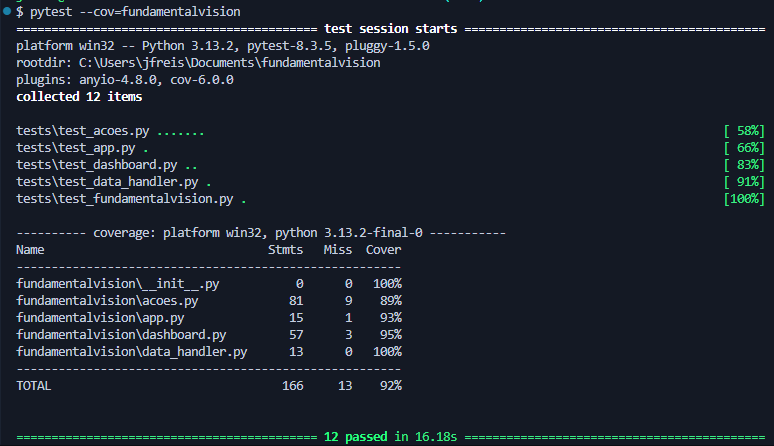 $ pytest --cov=fundamentalvision
========================================= test session starts =========================================
platform win32 -- Python 3.13.2, pytest-8.3.5, pluggy-1.5.0
rootdir: C:\Users\jfreis\Documents\fundamentalvision
plugins: anyio-4.8.0, cov-6.0.0
collected 12 items
tests\test_acoes.py ....... [ 58%]
tests\test_app.py . [ 66%]
tests\test_dashboard.py .. [ 83%]
tests\test_data_handler.py . [ 91%]
tests\test_fundamentalvision.py . [100%]
---------- coverage: platform win32, python 3.13.2-final-0 -----------
Name Stmts Miss Cover
----------------------------------------------------
fundamentalvision\__init__.py 0 0 100%
fundamentalvision\acoes.py 81 9 89%
fundamentalvision\app.py 15 1 93%
fundamentalvision\dashboard.py 57 3 95%
fundamentalvision\data_handler.py 13 0 100%
----------------------------------------------------
TOTAL 166 13 92%
========================================= 12 passed in 16.18s =========================================